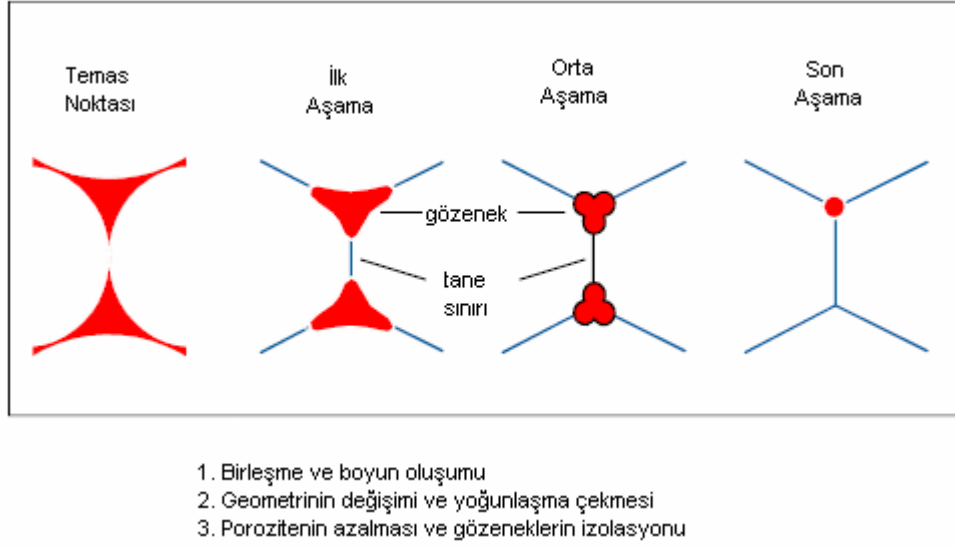 Temas
Noktası
İlk
Aşama
Orta
Aşama
Son
Aşama
gözenek
tane
sınırı
1. Birleşme ve boyun oluşumu
2. Geometrinin değişimi ve yoğunlaşma çekmesi
3. Porozitenin azalması ve gözeneklerin izolasyonu